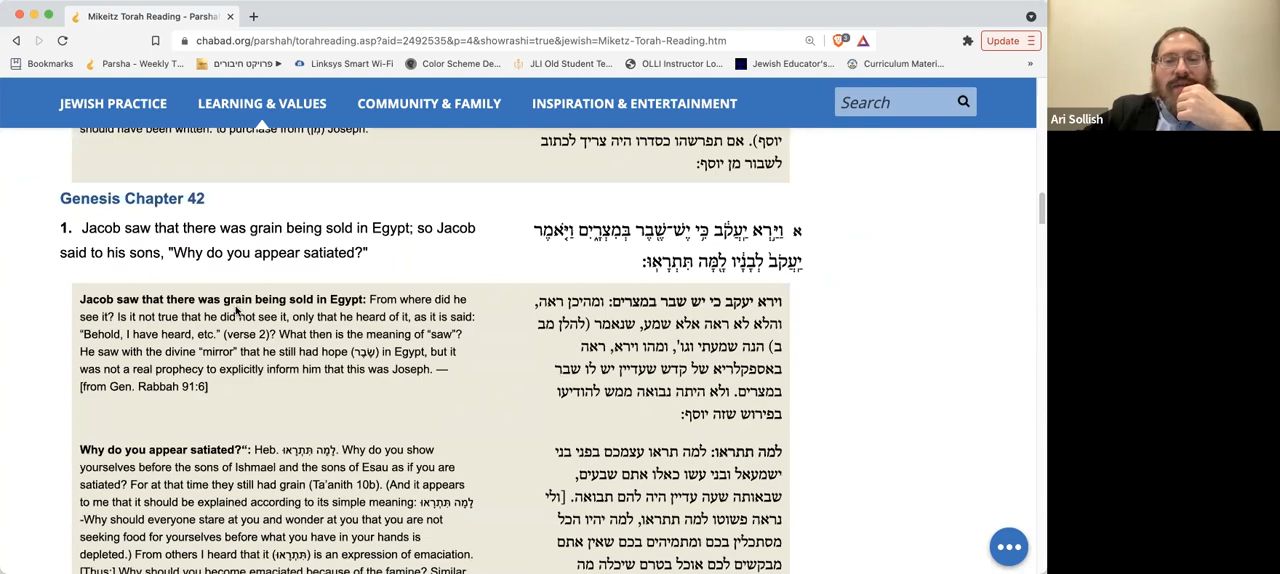 Mikeitz Torah Reading - Parsha
chabad.org/parshah/torahreading.asp?aid=2492535&p=4&showrashi=true&jewish=Miketz-Torah-Reading.htm
3
Update
Bookmarks
Parsha - Weekly T...
פרוייקט חיבורים
Linksys Smart Wi-Fi
Color Scheme De...
JLI Old Student Te...
OLLI Instructor Lo...
Jewish Educator's...
Curriculum Materi...
»
JEWISH PRACTICE
LEARNING & VALUES
COMMUNITY & FAMILY
INSPIRATION & ENTERTAINMENT
Search
Ari Sollish
should have been written: to purchase from (מִן) Joseph.
יוסף). אם תפרשהו כסדרו היה צריך לכתוב
לשבור מן יוסף:
Genesis Chapter 42
1. Jacob saw that there was grain being sold in Egypt; so Jacob
said to his sons, "Why do you appear satiated?"
א וַיַּ֣רְא יַֽעֲקֹ֔ב כִּ֥י יֶשׁ־שֶׁ֖בֶר בְּמִצְרָ֑יִם וַיֹּ֤אמֶר
יַֽעֲקֹב֙ לְבָנָ֔יו לָ֖מָּה תִּתְרָאֽוּ:
Jacob saw that there was grain being sold in Egypt: From where did he
see it? Is it not true that he did not see it, only that he heard of it, as it is said:
“Behold, I have heard, etc.” (verse 2)? What then is the meaning of “saw”?
He saw with the divine “mirror” that he still had hope (שֶׂבֶר) in Egypt, but it
was not a real prophecy to explicitly inform him that this was Joseph. —
[from Gen. Rabbah 91:6]
וירא יעקב כי יש שבר במצרים: ומהיכן ראה,
והלא לא ראה אלא שמע, שנאמר (להלן מב
ב) הנה שמעתי וגו', ומהו וירא, ראה
באספקלריא של קדש שעדיין יש לו שבר
במצרים. ולא היתה נבואה ממש להודיעו
בפירוש שזה יוסף:
Why do you appear satiated?“: Heb. לָמָּה תִּתְרָאוּ. Why do you show
yourselves before the sons of Ishmael and the sons of Esau as if you are
satiated? For at that time they still had grain (Ta’anith 10b). (And it appears
to me that it should be explained according to its simple meaning: לָמָּה תִּתְרָאוּ
-Why should everyone stare at you and wonder at you that you are not
seeking food for yourselves before what you have in your hands is
depleted.) From others I heard that it (תִּתְרָאוּ) is an expression of emaciation.
[Thus:] Why should you become emaciated because of the famine? Similar
למה תתראו: למה תראו עצמכם בפני בני
ישמעאל ובני עשו כאלו אתם שבעים,
שבאותה שעה עדיין היה להם תבואה. [ולי
נראה פשוטו למה תתראו, למה יהיו הכל
מסתכלין בכם ומתמיהים בכם שאין אתם
מבקשים לכם אוכל בטרם שיכלה מה